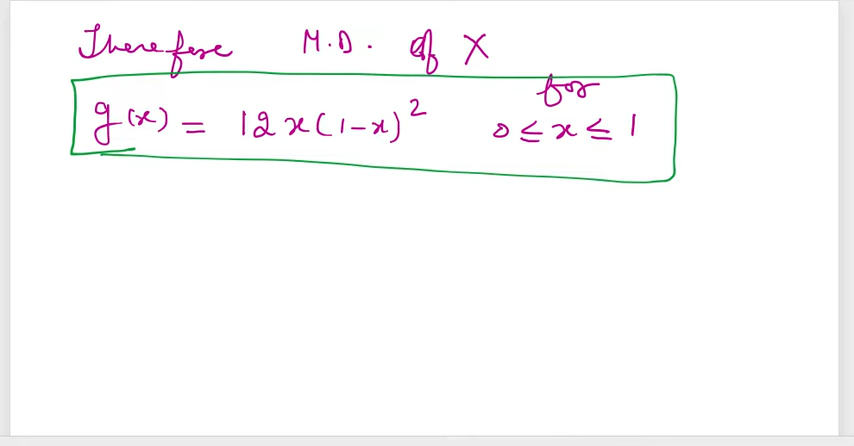 Therefore M.D. of X
for
g(x) = 12x(1-x)² 0 ≤ x ≤ 1